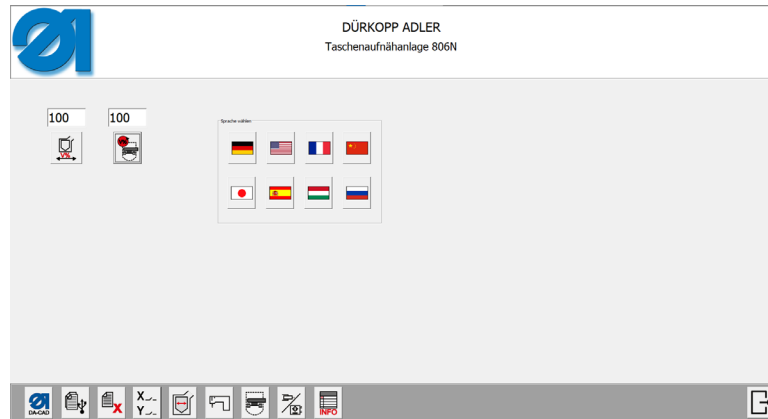 DÜRKOPP ADLER
Taschenaufnähanlage 806N
100 100
Sprache wählen
V%
DA-CAD
X
Y
INFO